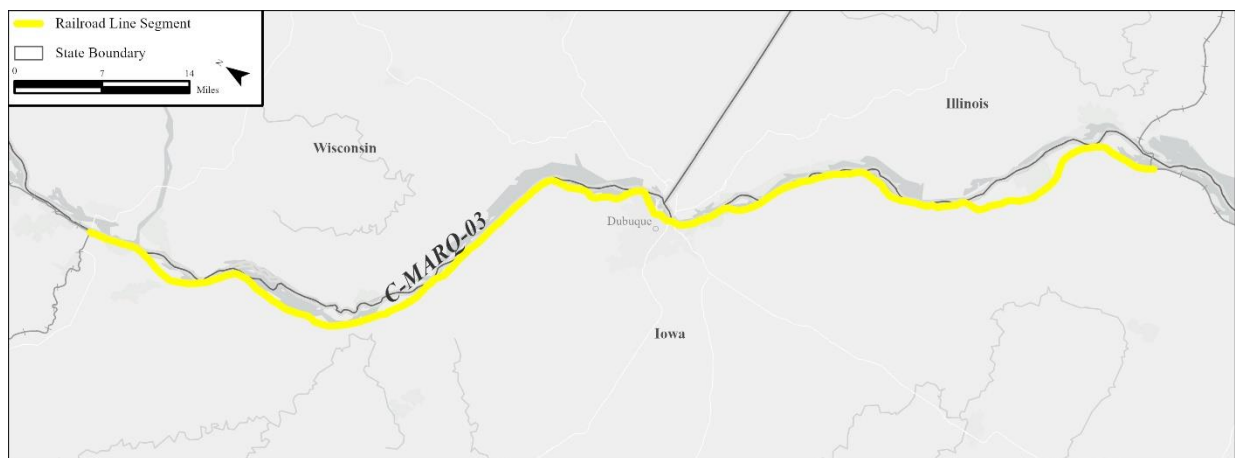 Railroad Line Segment
State Boundary
0 7 14
Miles
N
Wisconsin
Illinois
C-MARQ-03
Dubuque
Iowa